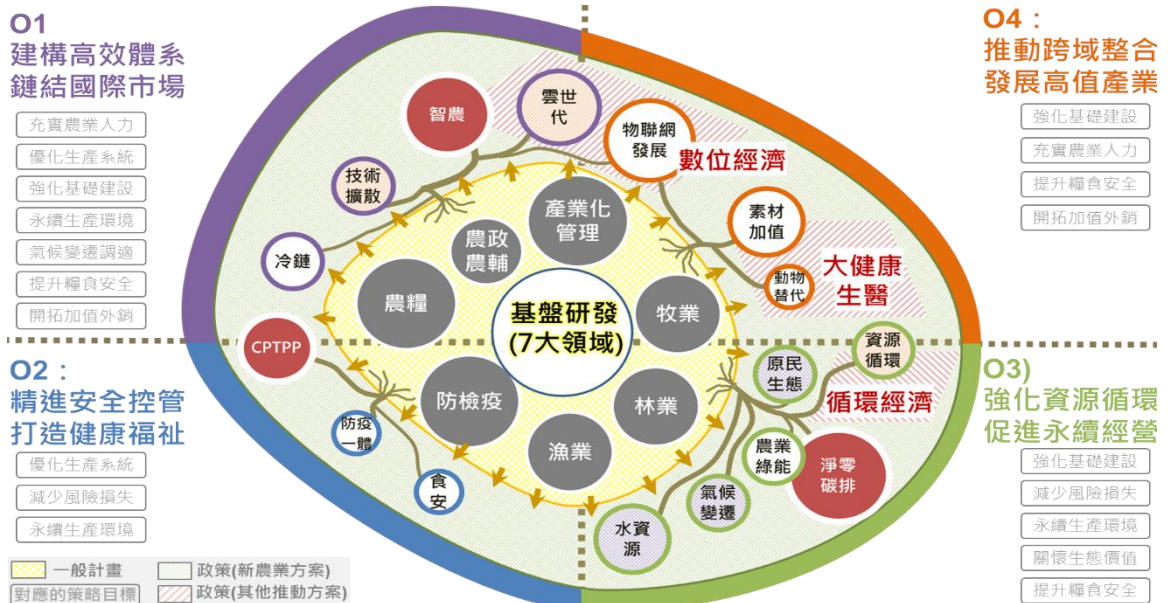 O1
建構高效體系
鏈結國際市場
充實農業人力
優化生產系統
強化基礎建設
永續生產環境
氣候變遷調適
提升糧食安全
開拓加值外銷
O4：
推動跨域整合
發展高值產業
強化基礎建設
充實農業人力
提升糧食安全
開拓加值外銷
智農
雲世
代
物聯網
發展
數位經濟
技術
擴散
冷鏈
素材
加值
動物
替代
大健康
生醫
產業化
管理
農政
農輔
農糧
基盤研發
(7大領域)
牧業
防檢疫
漁業
林業
O2：
精進安全控管
打造健康福祉
優化生產系統
減少風險損失
永續生產環境
CPTPP
防疫
一體
食
安
原民
生態
資源
循環
循環經濟
農業
綠能
淨零
碳排
氣候
變遷
水資
源
O3)
強化資源循環
促進永續經營
強化基礎建設
減少風險損失
永續生產環境
關懷生態價值
提升糧食安全
一般計畫
政策(新農業方案)
對應的策略目標
政策(其他推動方案)